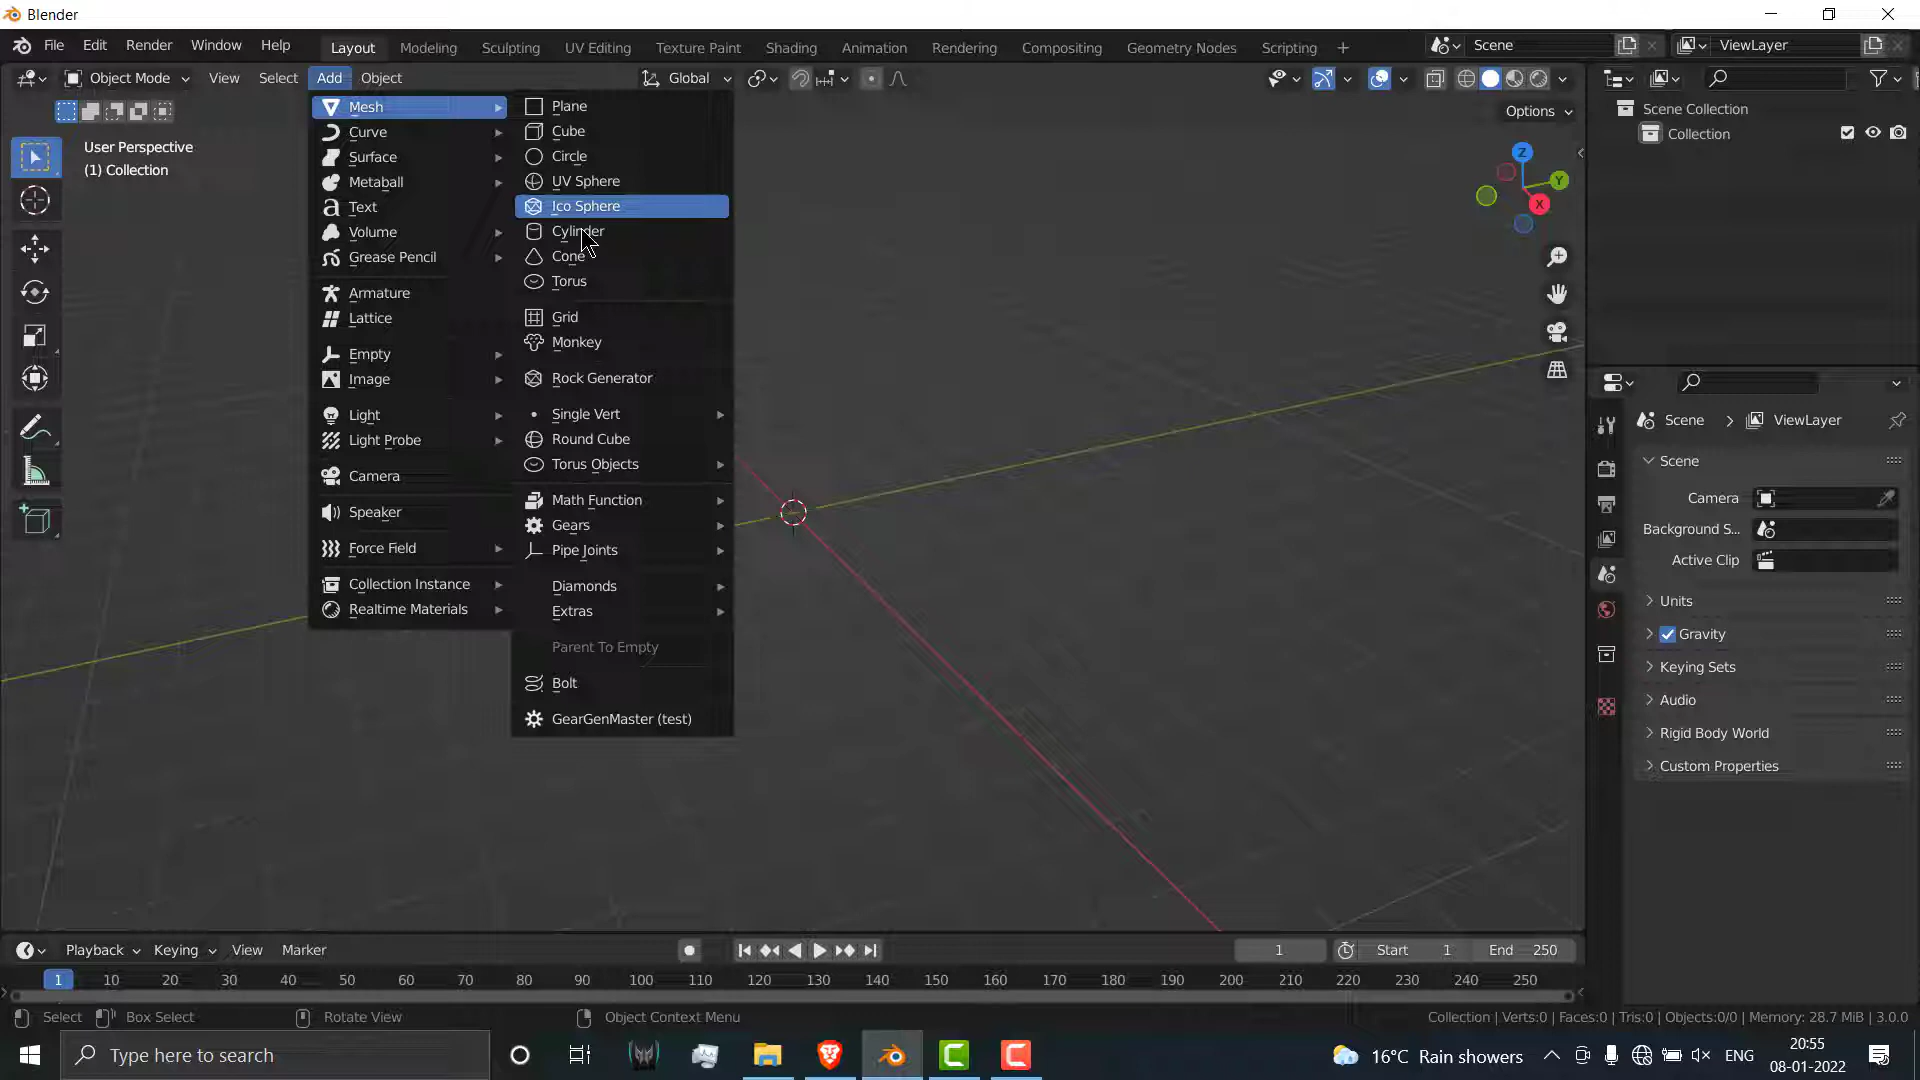 Blender
File Edit Render Window Help Layout Modeling Sculpting UV Editing Texture Paint Shading Animation Rendering Compositing Geometry Nodes Scripting + Scene ViewLayer
Object Mode View Select Add Object Global
Options
User Perspective
(1) Collection
Mesh
Curve
Surface
Metaball
Text
Volume
Grease Pencil
Armature
Lattice
Empty
Image
Light
Light Probe
Camera
Speaker
Force Field
Collection Instance
Realtime Materials
Plane
Cube
Circle
UV Sphere
Ico Sphere
Cylinder
Cone
Torus
Grid
Monkey
Rock Generator
Single Vert
Round Cube
Torus Objects
Math Function
Gears
Pipe Joints
Diamonds
Extras
Parent To Empty
Bolt
GearGenMaster (test)
Z
Y
X
Scene Collection
Collection
Scene > ViewLayer
Scene
Camera
Background S...
Active Clip
Units
Gravity
Keying Sets
Audio
Rigid Body World
Custom Properties
Playback Keying View Marker 1 Start 1 End 250
1 10 20 30 40 50 60 70 80 90 100 110 120 130 140 150 160 170 180 190 200 210 220 230 240 250
Select Box Select Rotate View Object Context Menu Collection | Verts:0 | Faces:0 | Tris:0 | Objects:0/0 | Memory: 28.7 MiB | 3.0.0
Type here to search 16°C Rain showers ENG
20:55
08-01-2022